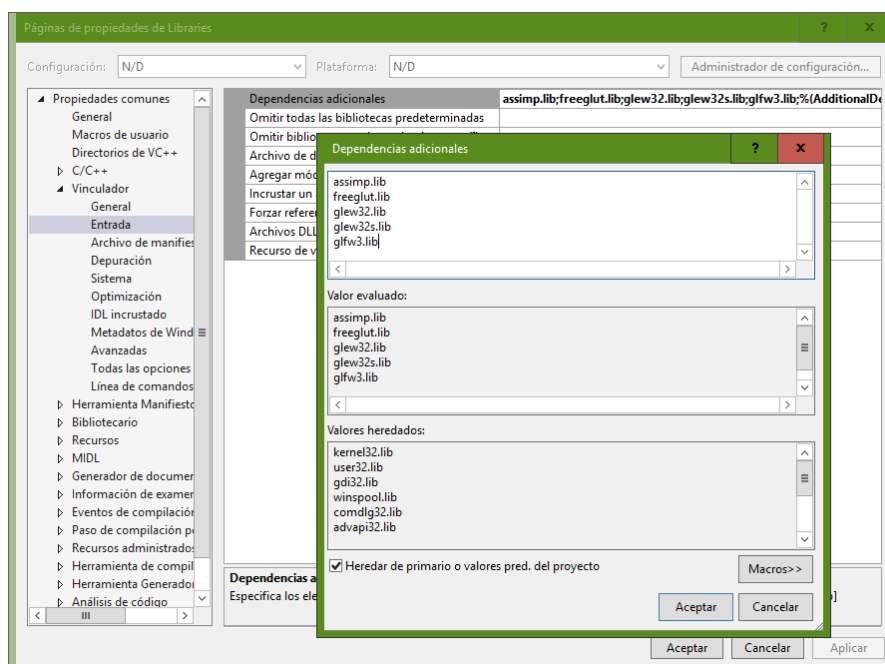 Páginas de propiedades de Libraries
?
x
Configuración: N/D Plataforma: N/D Administrador de configuración...
Propiedades comunes
General
Macros de usuario
Directorios de VC++
C/C++
Vinculador
General
Entrada
Archivo de manifies
Depuración
Sistema
Optimización
IDL incrustado
Metadatos de Wind
Avanzadas
Todas las opciones
Línea de comandos
Herramienta Manifiesto
Bibliotecario
Recursos
MIDL
Generador de documen
Información de examen
Eventos de compilación
Paso de compilación pe
Recursos administrados
Herramienta de compil
Herramienta Generador
Análisis de código
Dependencias adicionales assimp.lib;freeglut.lib;glew32.lib;glew32s.lib;glfw3.lib;%(AdditionalDe
Omitir todas las bibliotecas predeterminadas
Omitir biblio
Archivo de d
Agregar mód
Incrustar un
Forzar referen
Archivos DLL
Recurso de v
Dependencias adicionales
?
x
assimp.lib
freeglut.lib
glew32.lib
glew32s.lib
glfw3.lib
Valor evaluado:
assimp.lib
freeglut.lib
glew32.lib
glew32s.lib
glfw3.lib
Valores heredados:
kernel32.lib
user32.lib
gdi32.lib
winspool.lib
comdlg32.lib
advapi32.lib
Heredar de primario o valores pred. del proyecto
Macros>>
Aceptar Cancelar
Dependencias a
Especifica los ele
]
Aceptar Cancelar Aplicar